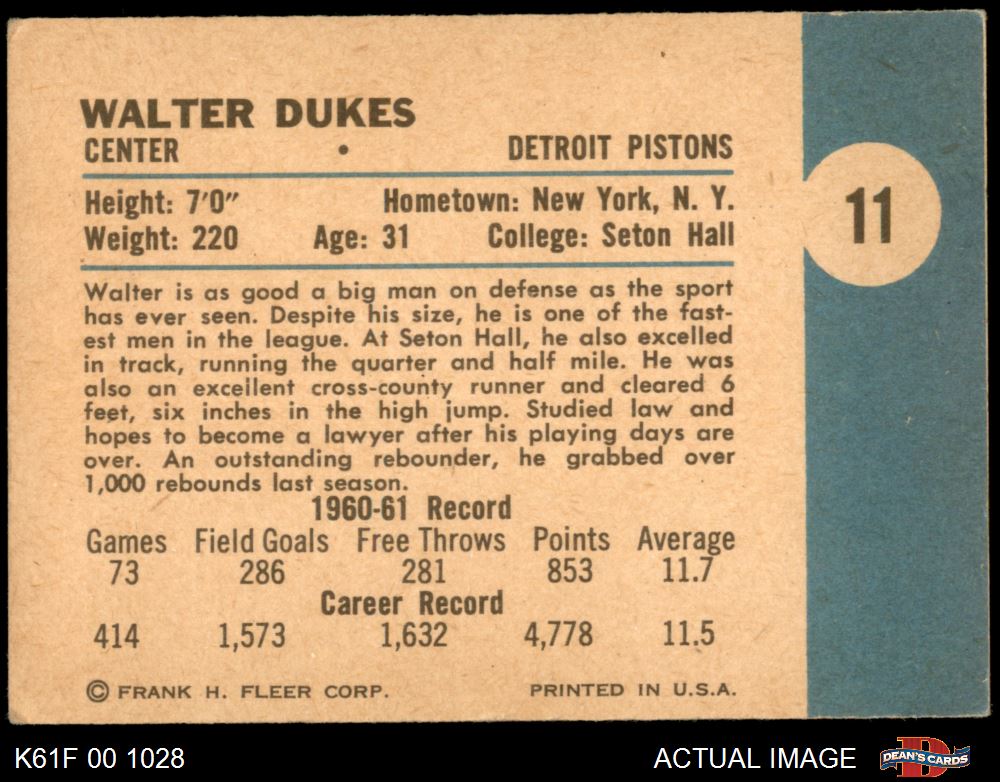 WALTER DUKES
CENTER • DETROIT PISTONS
Height: 7'0" Hometown: New York, N. Y.
Weight: 220 Age: 31 College: Seton Hall
11
Walter is as good a big man on defense as the sport
has ever seen. Despite his size, he is one of the fast-
est men in the league. At Seton Hall, he also excelled
in track, running the quarter and half mile. He was
also an excellent cross-county runner and cleared 6
feet, six inches in the high jump. Studied law and
hopes to become a lawyer after his playing days are
over. An outstanding rebounder, he grabbed over
1,000 rebounds last season.
1960-61 Record
Games Field Goals Free Throws Points Average
73 286 281 853 11.7
Career Record
414 1,573 1,632 4,778 11.5
© FRANK H. FLEER CORP. PRINTED IN U.S.A.
K61F 00 1028 ACTUAL IMAGE DEAN'S CARDS